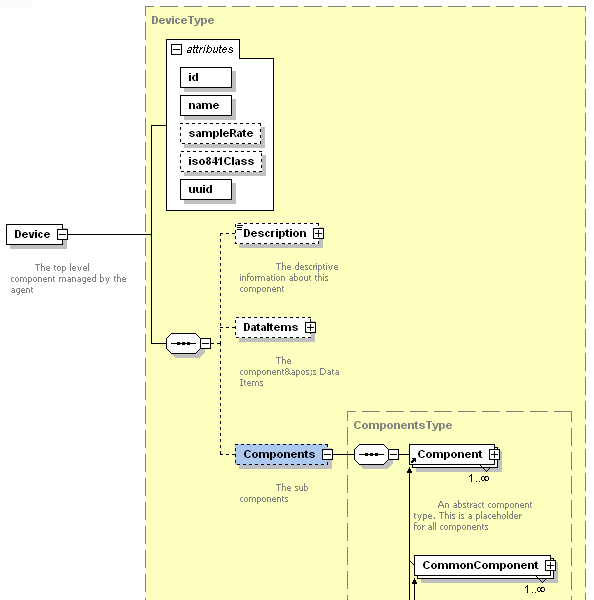 DeviceType
attributes
id
name
sampleRate
iso841Class
uuid
Device
The top level
component managed by the
agent
Description
The descriptive
information about this
component
DataItems
The
component&apos;s Data
Items
ComponentsType
Components
Component
1..∞
The sub
components
An abstract component
type. This is a placeholder
for all components
CommonComponent
1..∞